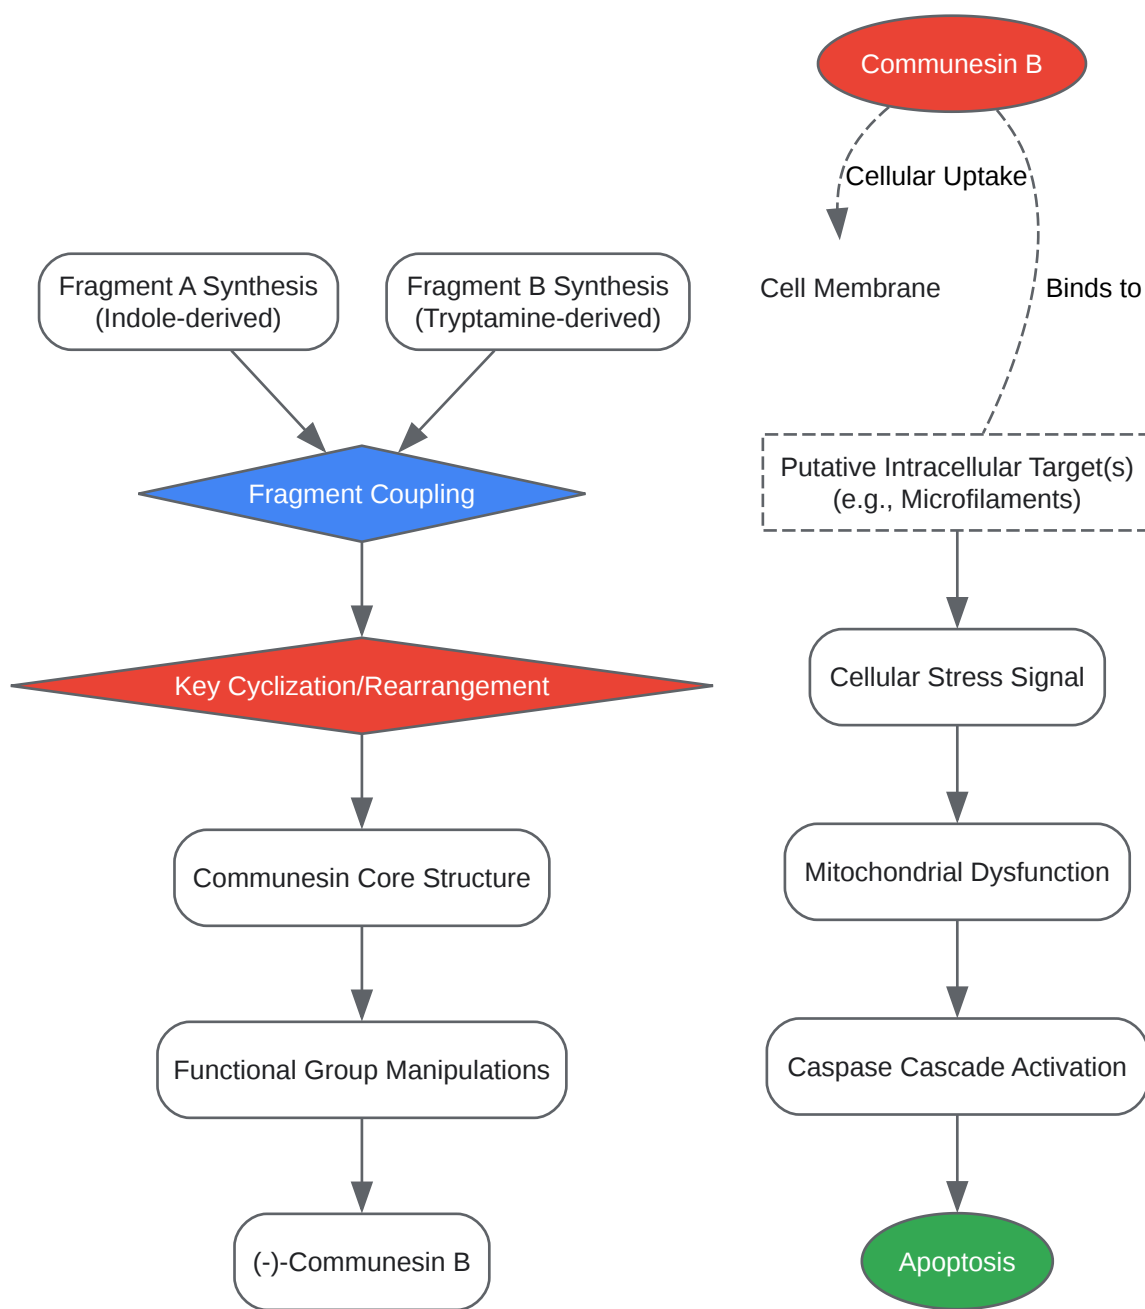 Fragment A Synthesis
(Indole-derived)
Fragment B Synthesis
(Tryptamine-derived)
Fragment Coupling
Key Cyclization/Rearrangement
Communesin Core Structure
Functional Group Manipulations
(-)-Communesin B
Communesin B
Cellular Uptake
Cell Membrane
Binds to
Putative Intracellular Target(s)
(e.g., Microfilaments)
Cellular Stress Signal
Mitochondrial Dysfunction
Caspase Cascade Activation
Apoptosis